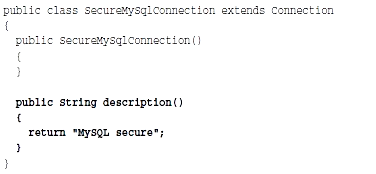 public class SecureMySqlConnection extends Connection
{
  public SecureMySqlConnection()
  {
  }

  public String description()
  {
    return "MySQL secure";
  }
}